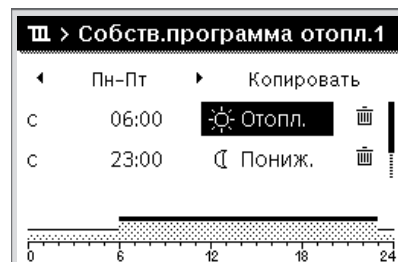 > Собств.программа отопл.1
Пн-Пт Копировать
с 06:00 Отопл.
с 23:00 Пониж.
0 6 12 18 24